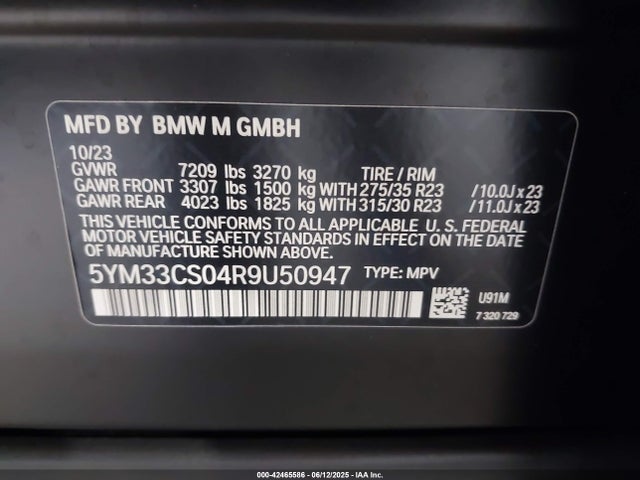 MFD BY BMW M GMBH
10/23
GVWR 7209 lbs 3270 kg TIRE / RIM
GAWR FRONT 3307 lbs 1500 kg WITH 275/35 R23 /10.0J x 23
GAWR REAR 4023 lbs 1825 kg WITH 315/30 R23 /11.0J x 23
THIS VEHICLE CONFORMS TO ALL APPLICABLE U. S. FEDERAL
MOTOR VEHICLE SAFETY STANDARDS IN EFFECT ON THE DATE OF
MANUFACTURE SHOWN ABOVE.
5YM33CS04R9U50947 TYPE: MPV
U91M
7 320 729
000-42465586 - 06/12/2025 - IAA Inc.